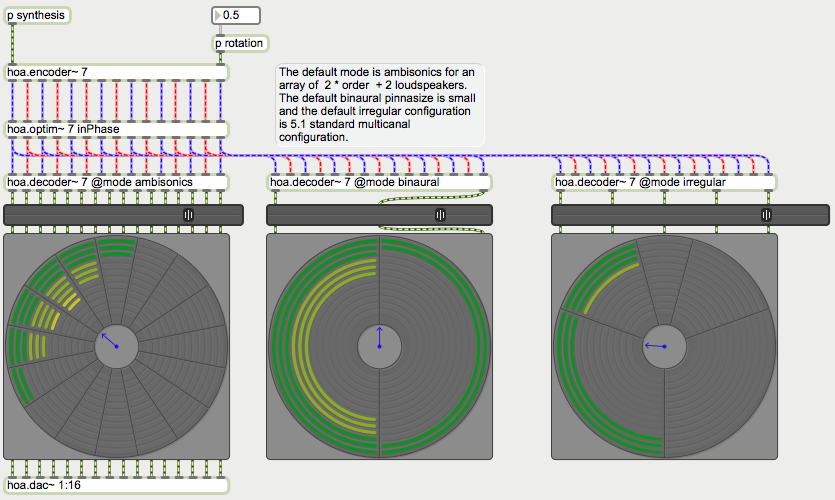 p synthesis
0.5
p rotation
hoa.encoder~ 7
The default mode is ambisonics for an
array of 2 * order + 2 loudspeakers.
The default binaural pinnasize is small
and the default irregular configuration
is 5.1 standard multicanal
configuration.
hoa.optim~ 7 inPhase
hoa.decoder~ 7 @mode ambisonics
hoa.decoder~ 7 @mode binaural
hoa.decoder~ 7 @mode irregular
hoa.dac~ 1:16